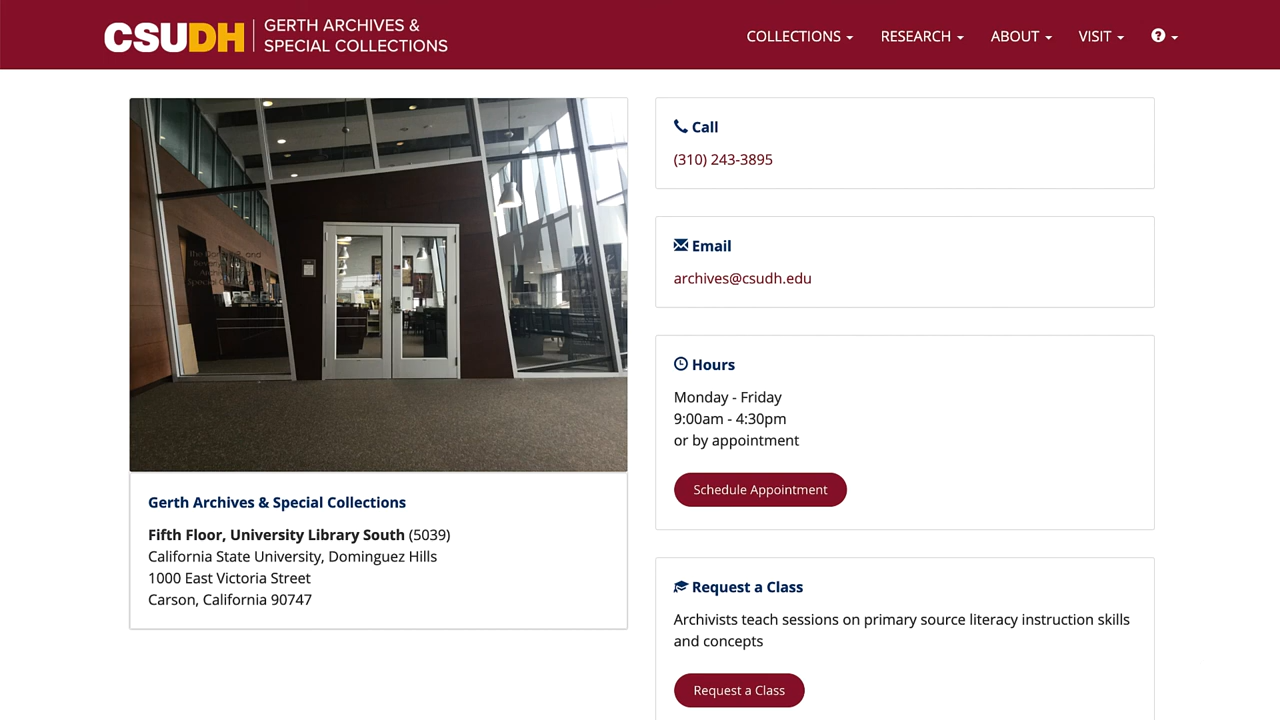 CSUDH
GERTH ARCHIVES &
SPECIAL COLLECTIONS
COLLECTIONS
RESEARCH
ABOUT
VISIT
?
Gerth Archives & Special Collections
Fifth Floor, University Library South (5039)
California State University, Dominguez Hills
1000 East Victoria Street
Carson, California 90747
Call
(310) 243-3895
Email
archives@csudh.edu
Hours
Monday - Friday
9:00am - 4:30pm
or by appointment
Schedule Appointment
Request a Class
Archivists teach sessions on primary source literacy instruction skills
and concepts
Request a Class